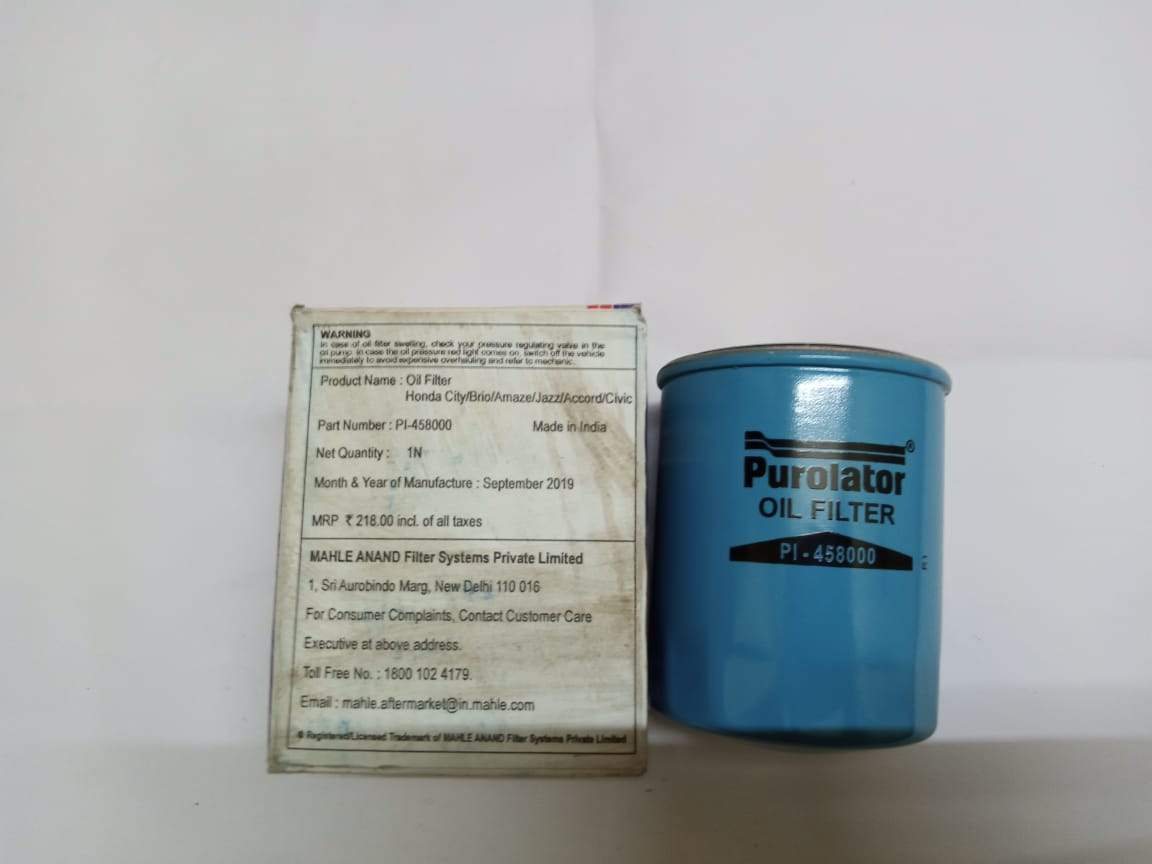 WARNING
In case of oil filter swelling, check your pressure regulating valve in the
oil pump. In case the oil pressure red light comes on, switch off the vehicle
immediately to avoid expensive overhauling and refer to mechanic.
Product Name : Oil Filter
Honda City/Brio/Amaze/Jazz/Accord/Civic
Part Number : PI-458000 Made in India
Net Quantity : 1N
Month & Year of Manufacture : September 2019
MRP ₹ 218.00 incl. of all taxes
MAHLE ANAND Filter Systems Private Limited
1, Sri Aurobindo Marg, New Delhi 110 016
For Consumer Complaints, Contact Customer Care
Executive at above address.
Toll Free No. : 1800 102 4179.
Email : mahle.aftermarket@in.mahle.com
® Registered/Licensed Trademark of MAHLE ANAND Filter Systems Private Limited
Purolator®
OIL FILTER
PI - 458000